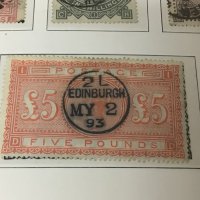 POSTAGE
£5 £5
2L
EDINBURGH
MY 2
93
FIVE POUNDS